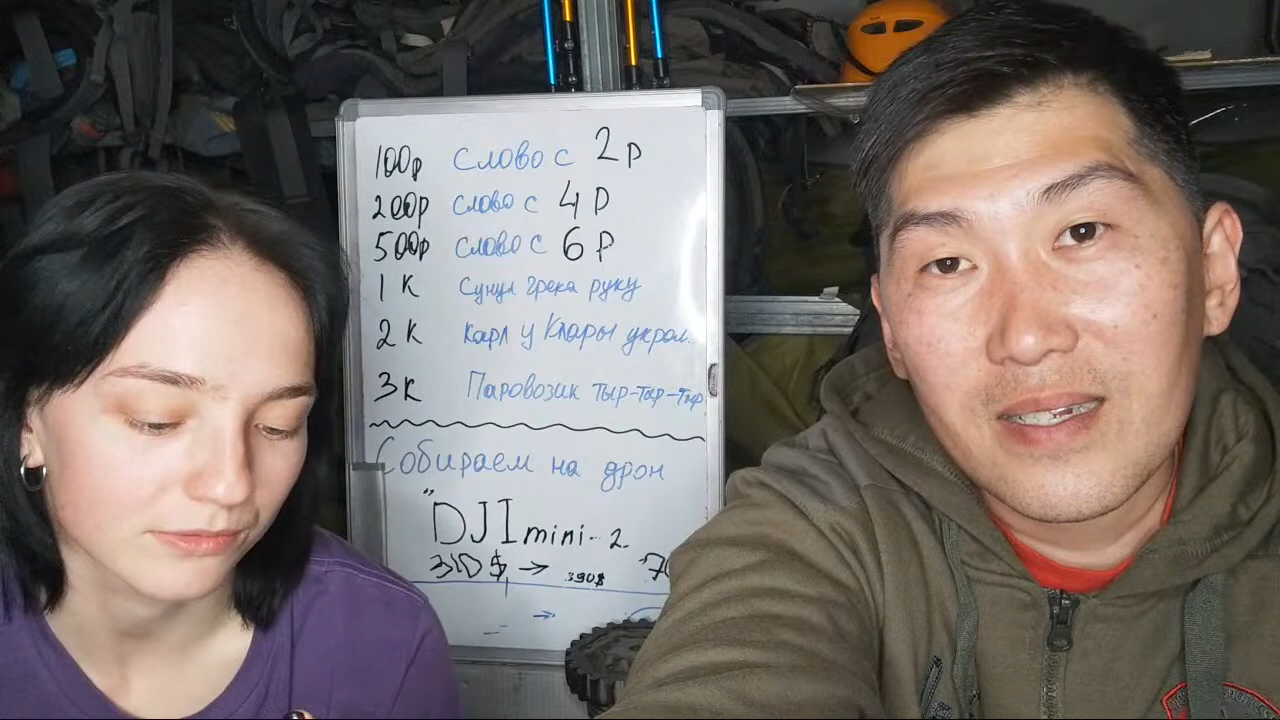 100р слово с 2 р
200р слово с 4 р
500р слово с 6 р
1 К Сунул грека руку
2 К Карл у Клары украл..
3К Паровозик тыр-тыр-тыр
Собираем на дрон
"DJI mini- 2
310$ → 390$